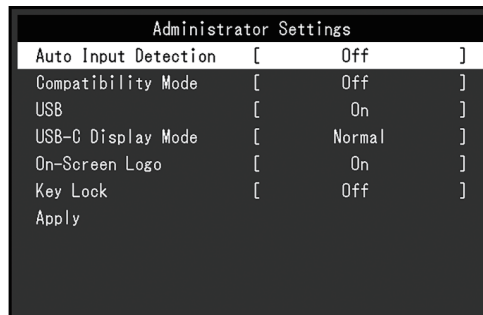 Administrator Settings
Auto Input Detection [ Off ]
Compatibility Mode [ Off ]
USB [ On ]
USB-C Display Mode [ Normal ]
On-Screen Logo [ On ]
Key Lock [ Off ]
Apply